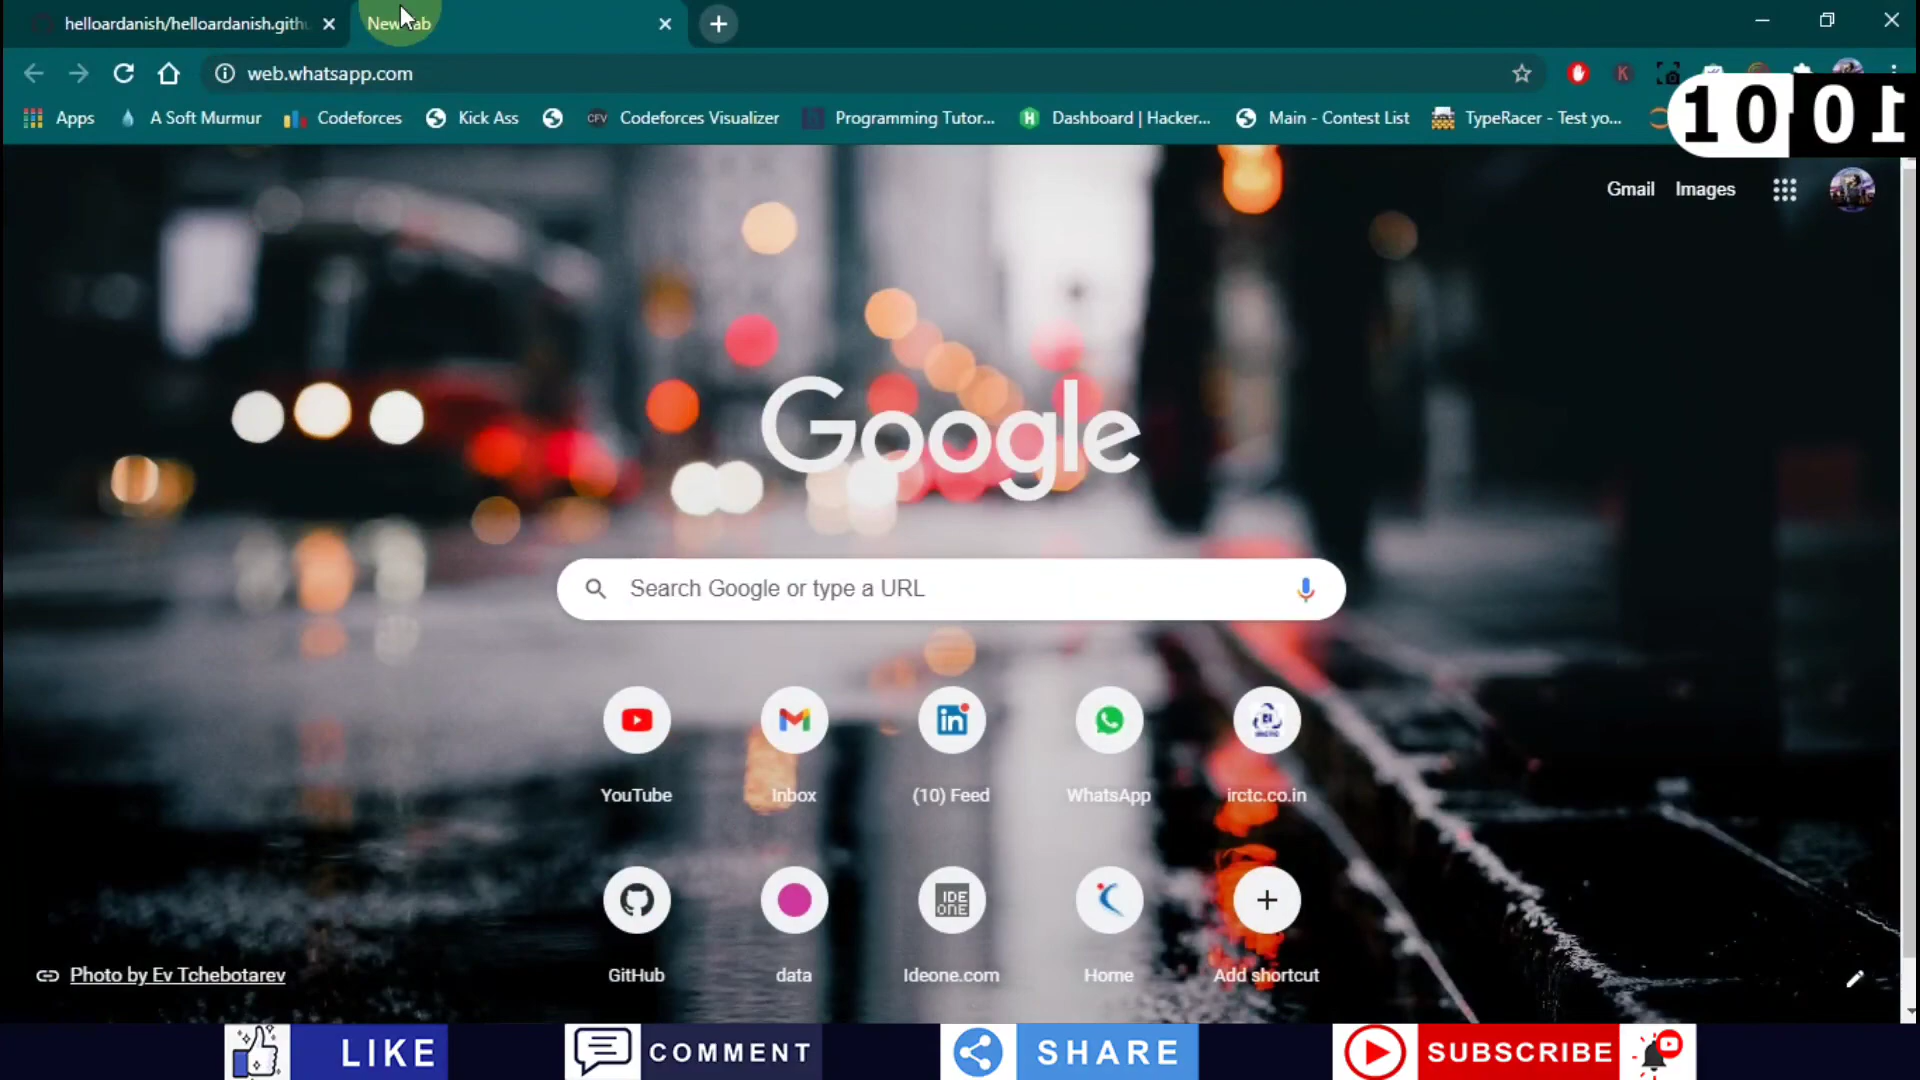 helloardanish/helloardanish.gith
New Tab
web.whatsapp.com
Apps
A Soft Murmur
Codeforces
Kick Ass
CFV
Codeforces Visualizer
Programming Tutor...
Dashboard | Hacker...
Main - Contest List
TypeRacer - Test yo...
10 01
Gmail
Images
Google
Search Google or type a URL
YouTube
Inbox
(10) Feed
WhatsApp
irctc.co.in
IDE
ONE
GitHub
data
Ideone.com
Home
Add shortcut
Photo by Ev Tchebotarev
LIKE
COMMENT
SHARE
SUBSCRIBE